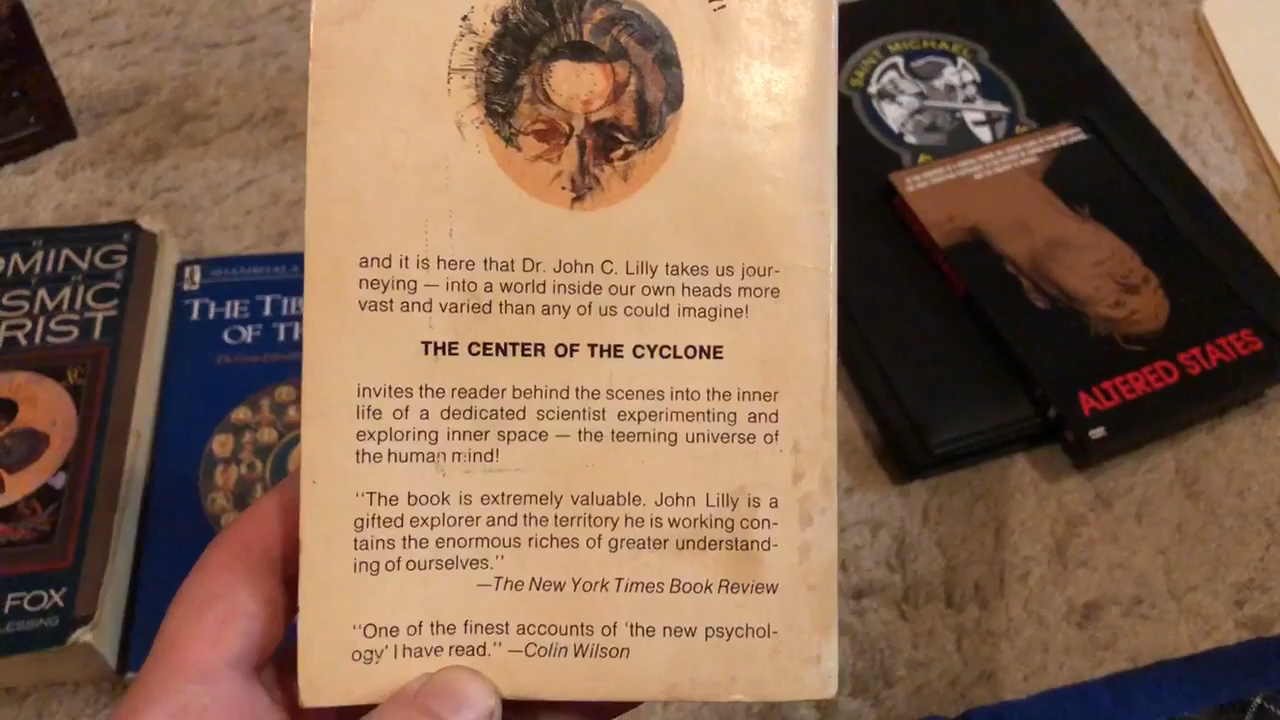 and it is here that Dr. John C. Lilly takes us jour-
neying — into a world inside our own heads more
vast and varied than any of us could imagine!
THE CENTER OF THE CYCLONE
invites the reader behind the scenes into the inner
life of a dedicated scientist experimenting and
exploring inner space — the teeming universe of
the human mind!
"The book is extremely valuable. John Lilly is a
gifted explorer and the territory he is working con-
tains the enormous riches of greater understand-
ing of ourselves."
—The New York Times Book Review
"One of the finest accounts of 'the new psychol-
ogy' I have read." —Colin Wilson
OMING
SMIC
RIST
FOX
LESSING
THE TIB
OF TH
SAINT MICHAEL
ALTERED STATES